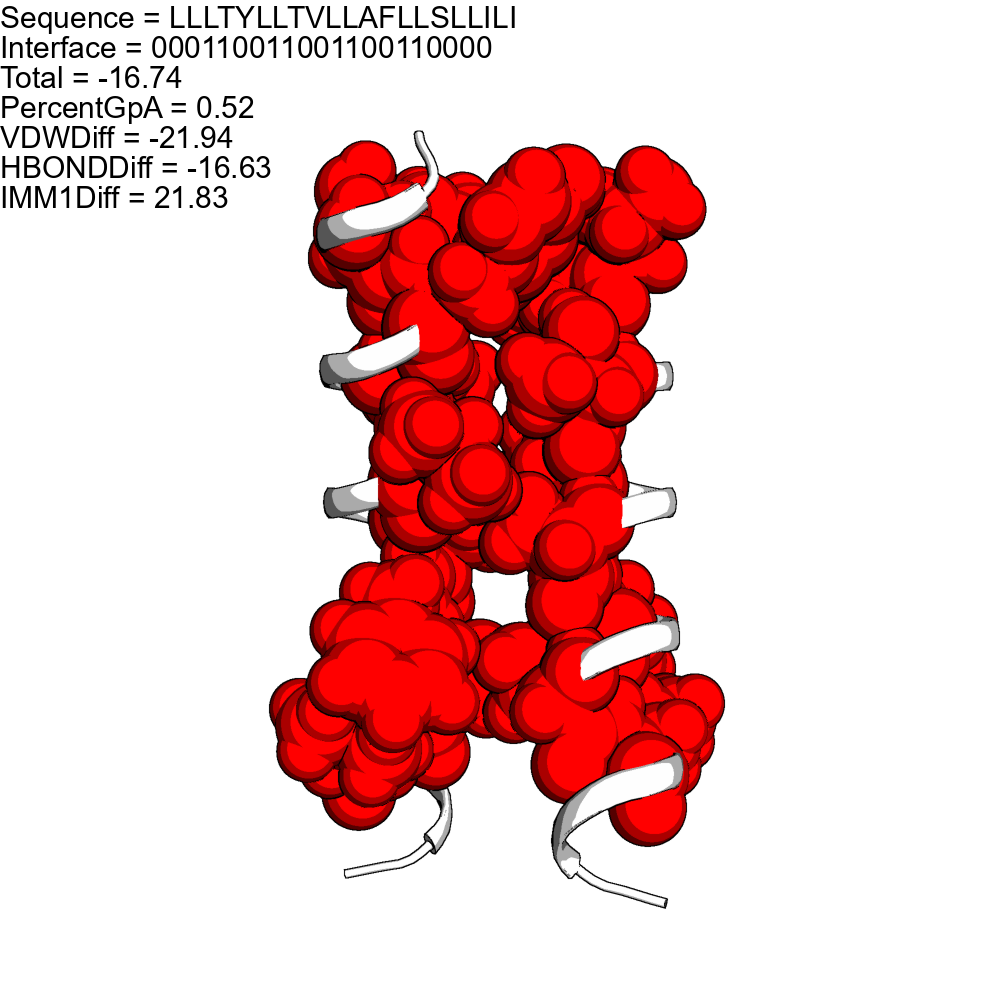 Sequence = LLLTYLLTVLLAFLLSLLILI
Interface = 000110011001100110000
Total = -16.74
PercentGpA = 0.52
VDWDiff = -21.94
HBONDDiff = -16.63
IMM1Diff = 21.83